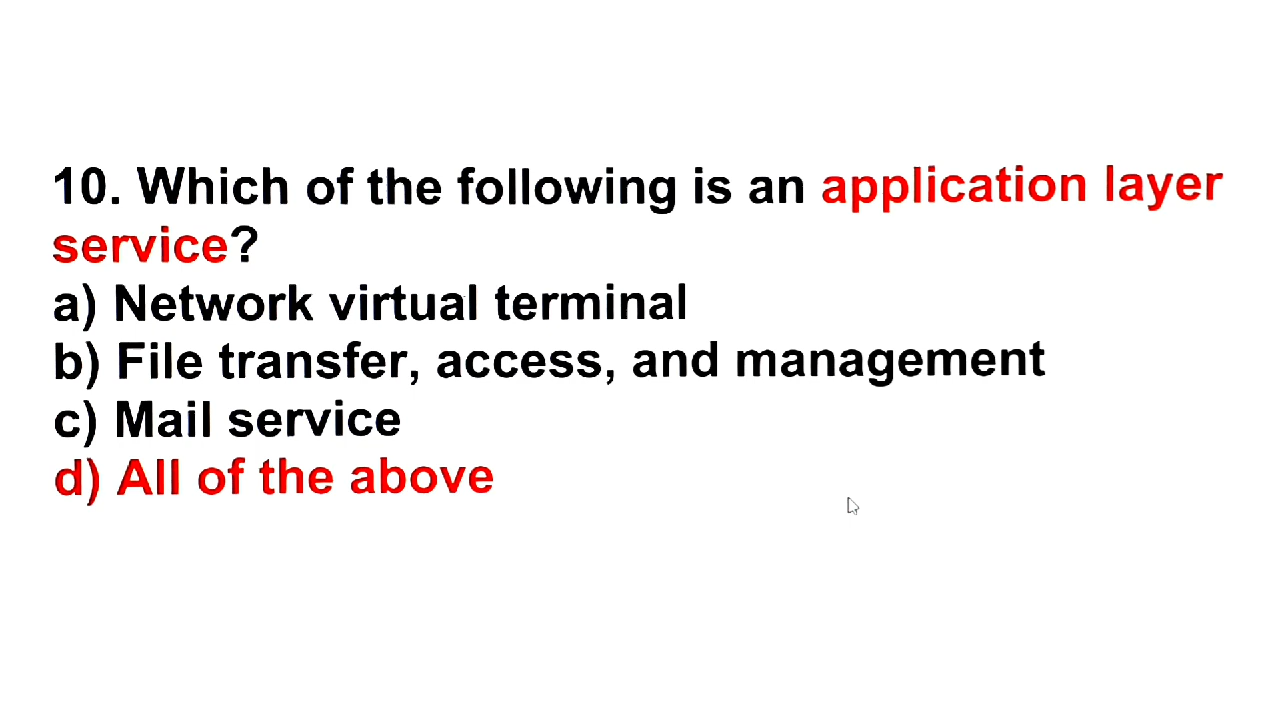 10. Which of the following is an application layer
service?
a) Network virtual terminal
b) File transfer, access, and management
c) Mail service
d) All of the above